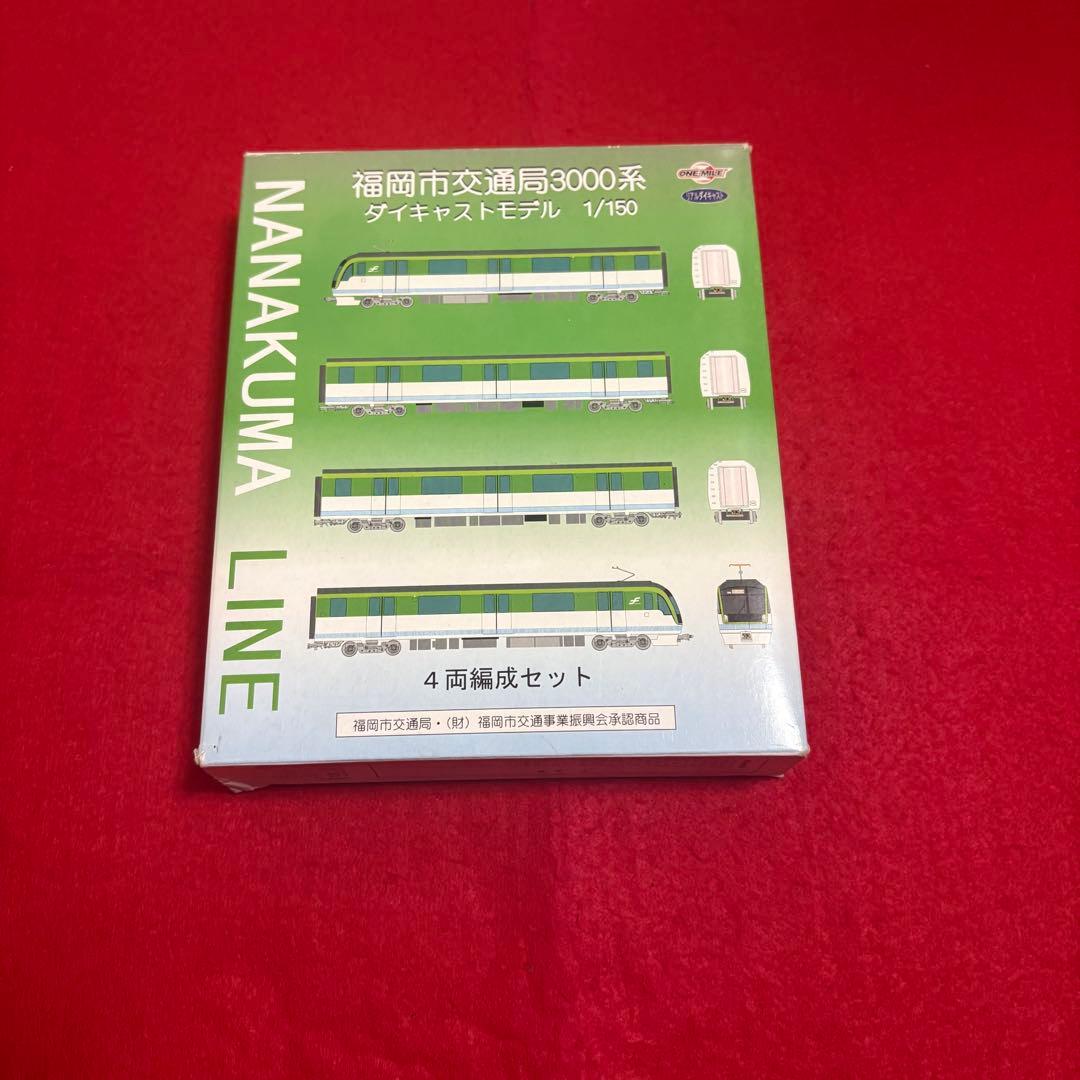 福岡市交通局3000系
ダイキャストモデル 1/150
ONE MILE
リアルダイキャスト
NANAKUMA LINE
4両編成セット
福岡市交通局・(財)福岡市交通事業振興会承認商品